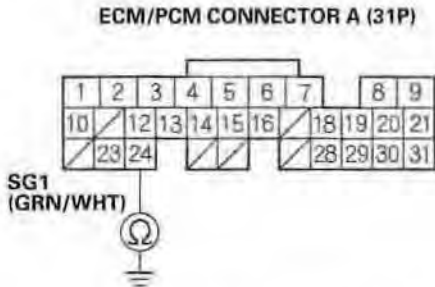 ECM/PCM CONNECTOR A (31P)
1 2 3 4 5 6 7 8 9
10 12 13 14 15 16 18 19 20 21
23 24 28 29 30 31
SG1
(GRN/WHT)
Ω